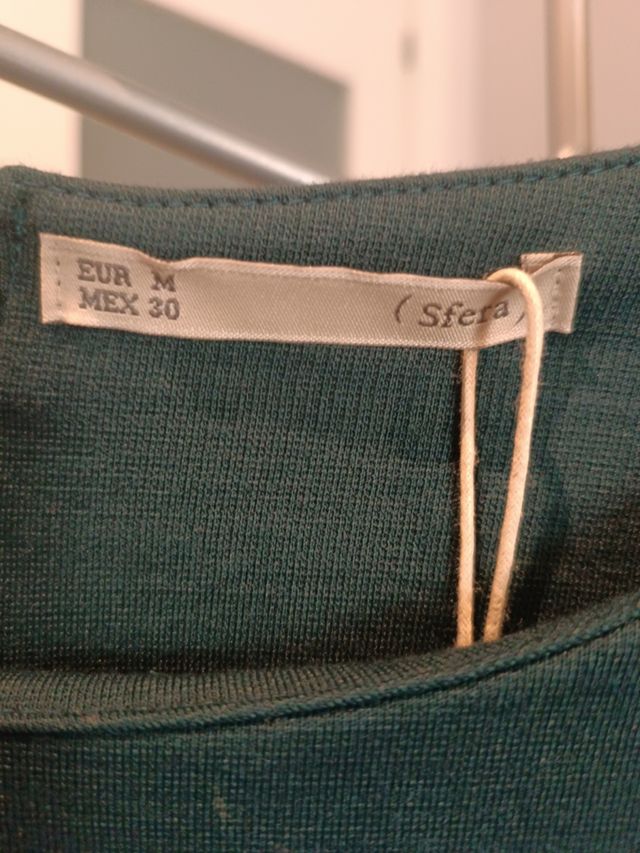 EUR M
MEX 30
( Sfera )